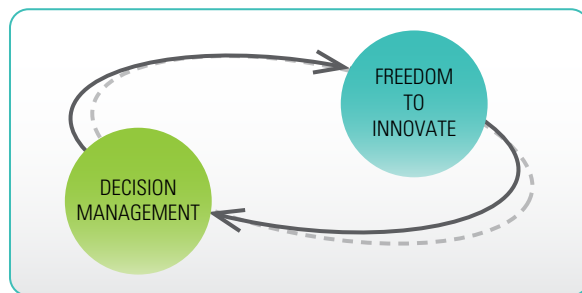 FREEDOM
TO
INNOVATE
DECISION
MANAGEMENT